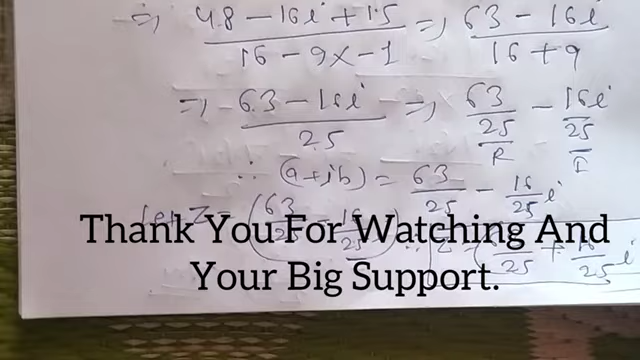 => 48-16i+15/16-9x-1 => 63-16i/16+9
=> 63-16i/25 => 63/25 - 16i/25
R I
∴ (a+ib) = 63/25 - 16/25 i
Thank You For Watching And
Your Big Support.